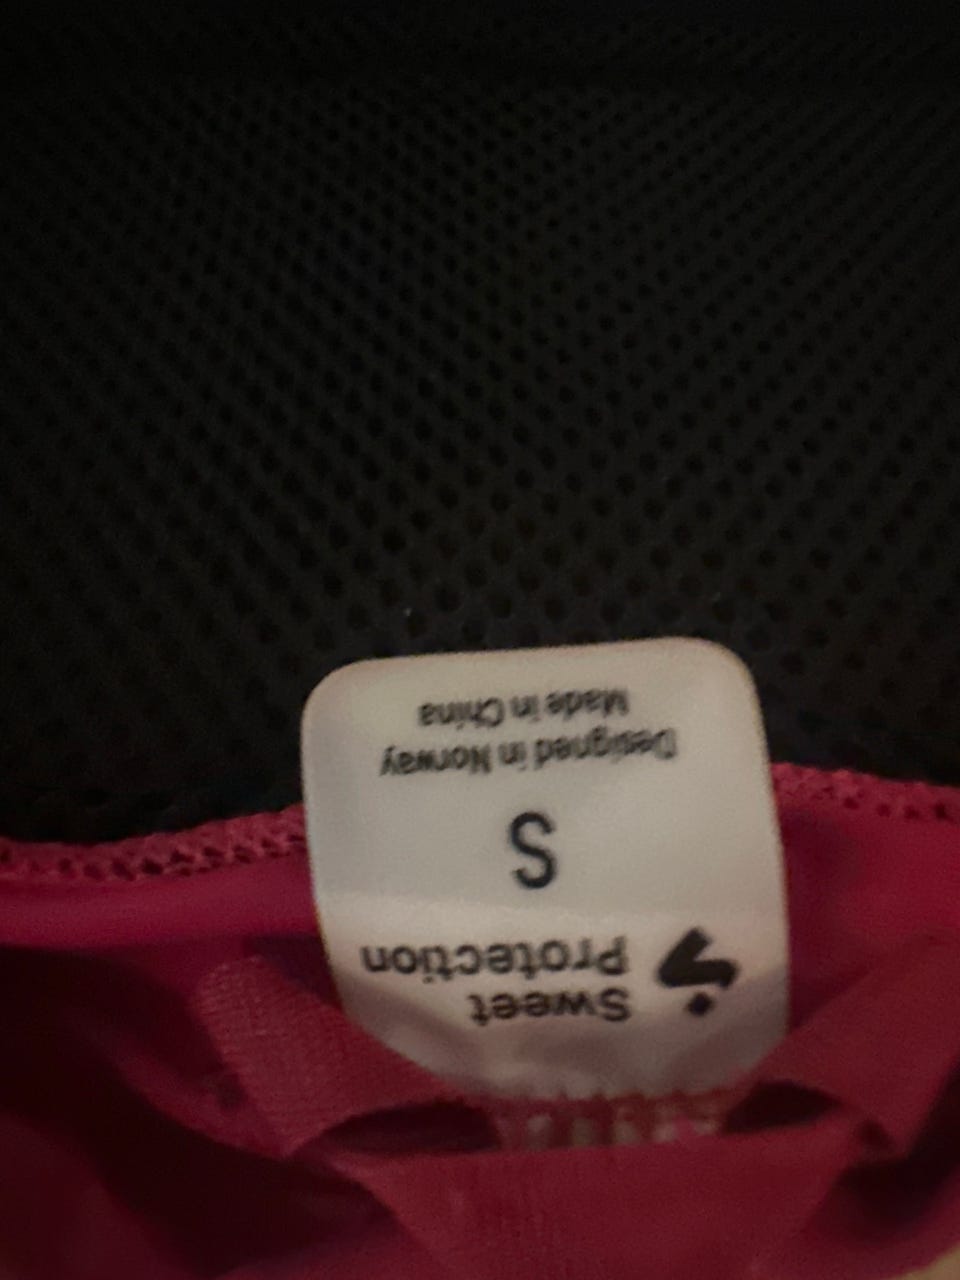 Sweet
Protection
S
Designed in Norway
Made in China